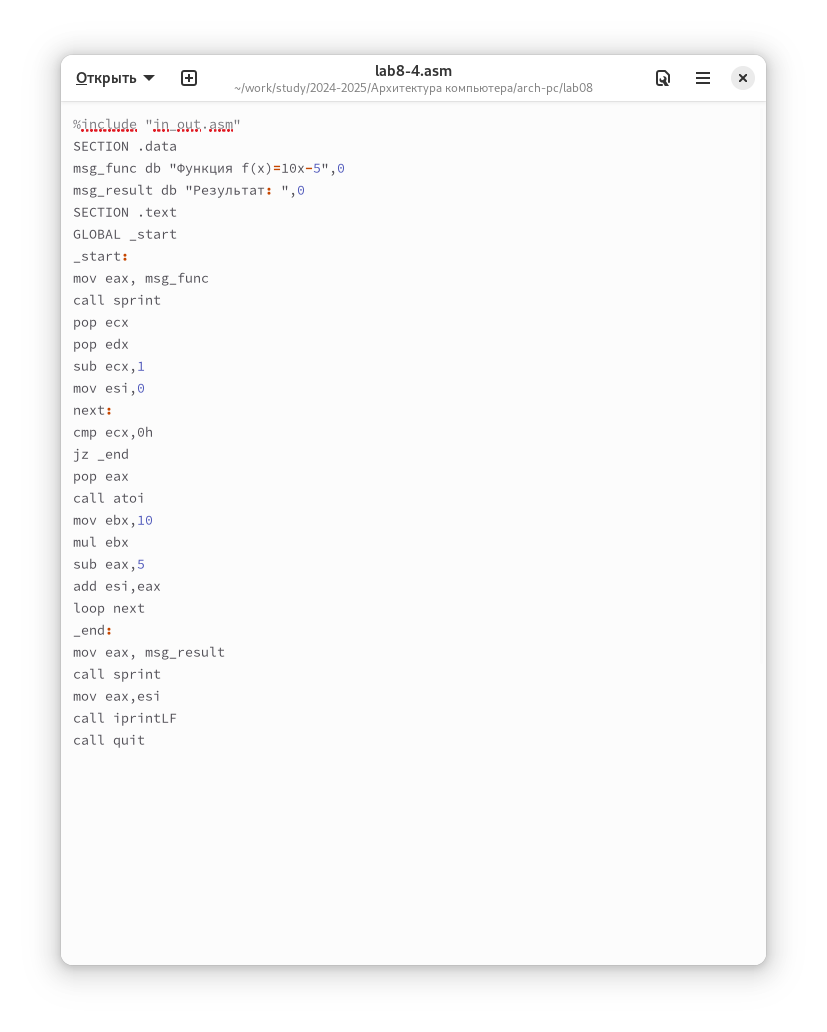 Открыть
lab8-4.asm
~/work/study/2024-2025/Архитектура компьютера/arch-pc/lab08
%include "in_out.asm"
SECTION .data
msg_func db "Функция f(x)=10x-5",0
msg_result db "Результат: ",0
SECTION .text
GLOBAL _start
_start:
mov eax, msg_func
call sprint
pop ecx
pop edx
sub ecx,1
mov esi,0
next:
cmp ecx,0h
jz _end
pop eax
call atoi
mov ebx,10
mul ebx
sub eax,5
add esi,eax
loop next
_end:
mov eax, msg_result
call sprint
mov eax,esi
call iprintLF
call quit